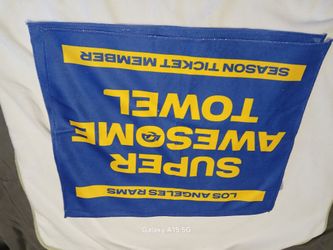 LOS ANGELES RAMS
SUPER
AWESOME
TOWEL
SEASON TICKET MEMBER
Galaxy A15 5G